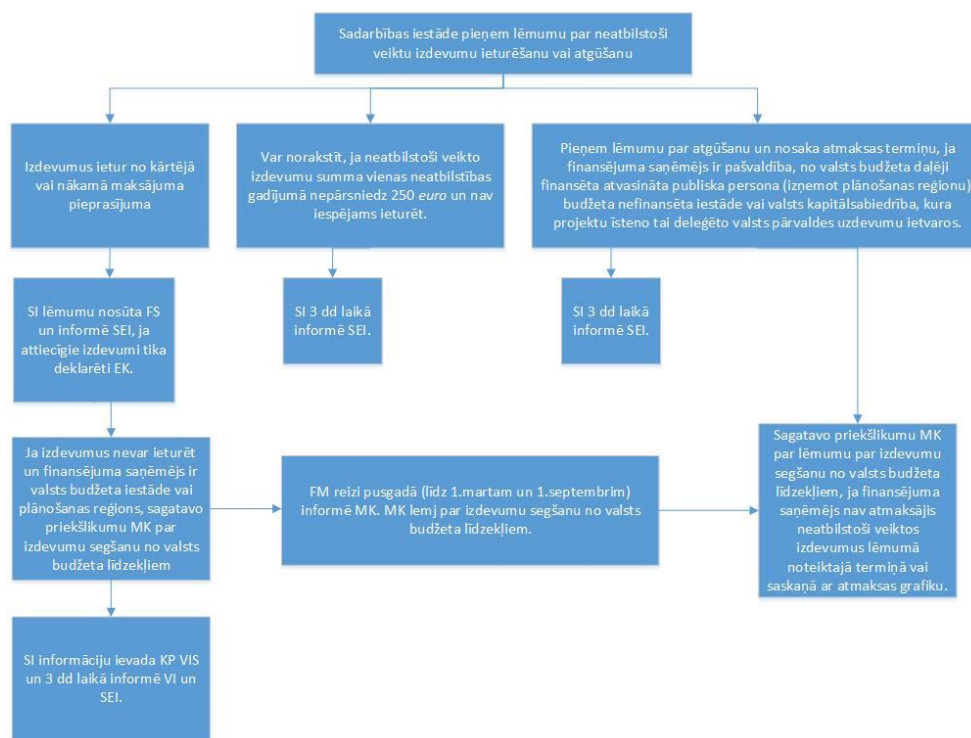 Sadarbības iestāde pieņem lēmumu par neatbilstoši
veiktu izdevumu ieturēšanu vai atgūšanu
Izdevumus ietur no kārtējā
vai nākamā maksājuma
pieprasījuma
Var norakstīt, ja neatbilstoši veikto
izdevumu summa vienas neatbilstības
gadījumā nepārsniedz 250 euro un nav
iespējams ieturēt.
Pieņem lēmumu par atgūšanu un nosaka atmaksas termiņu, ja
finansējuma saņēmējs ir pašvaldība, no valsts budžeta daļēji
finansēta atvasināta publiska persona (izņemot plānošanas reģionu)
budžeta nefinansēta iestāde vai valsts kapitālsabiedrība, kura
projektu īsteno tai deleģēto valsts pārvaldes uzdevumu ietvaros.
SI lēmumu nosūta FS
un informē SEI, ja
attiecīgie izdevumi tika
deklarēti EK.
SI 3 dd laikā
informē SEI.
SI 3 dd laikā
informē SEI.
Ja izdevumus nevar ieturēt
un finansējuma saņēmējs ir
valsts budžeta iestāde vai
plānošanas reģions, sagatavo
priekšlikumu MK par
izdevumu segšanu no valsts
budžeta līdzekļiem
FM reizi pusgadā (līdz 1.martam un 1.septembrim)
informē MK. MK lemj par izdevumu segšanu no valsts
budžeta līdzekļiem.
Sagatavo priekšlikumu MK
par lēmumu par izdevumu
segšanu no valsts budžeta
līdzekļiem, ja finansējuma
saņēmējs nav atmaksājis
neatbilstoši veiktos
izdevumus lēmumā
noteiktajā termiņā vai
saskaņā ar atmaksas grafiku.
SI informāciju ievada KP VIS
un 3 dd laikā informē VI un
SEI.